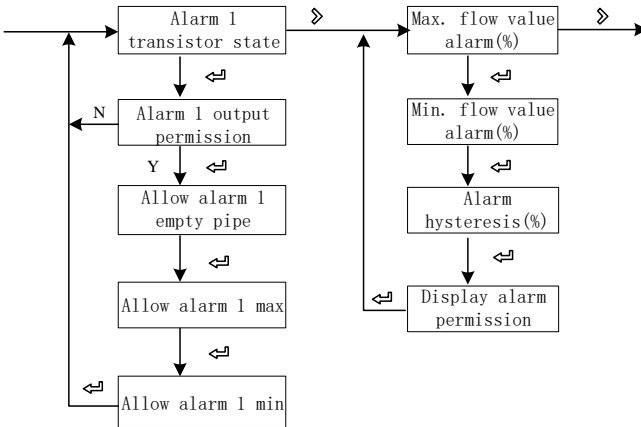 Alarm 1
transistor state
Max. flow value
alarm(%)
N
Alarm 1 output
permission
Min. flow value
alarm(%)
Y
Allow alarm 1
empty pipe
Alarm
hysteresis(%)
Allow alarm 1 max
Display alarm
permission
Allow alarm 1 min